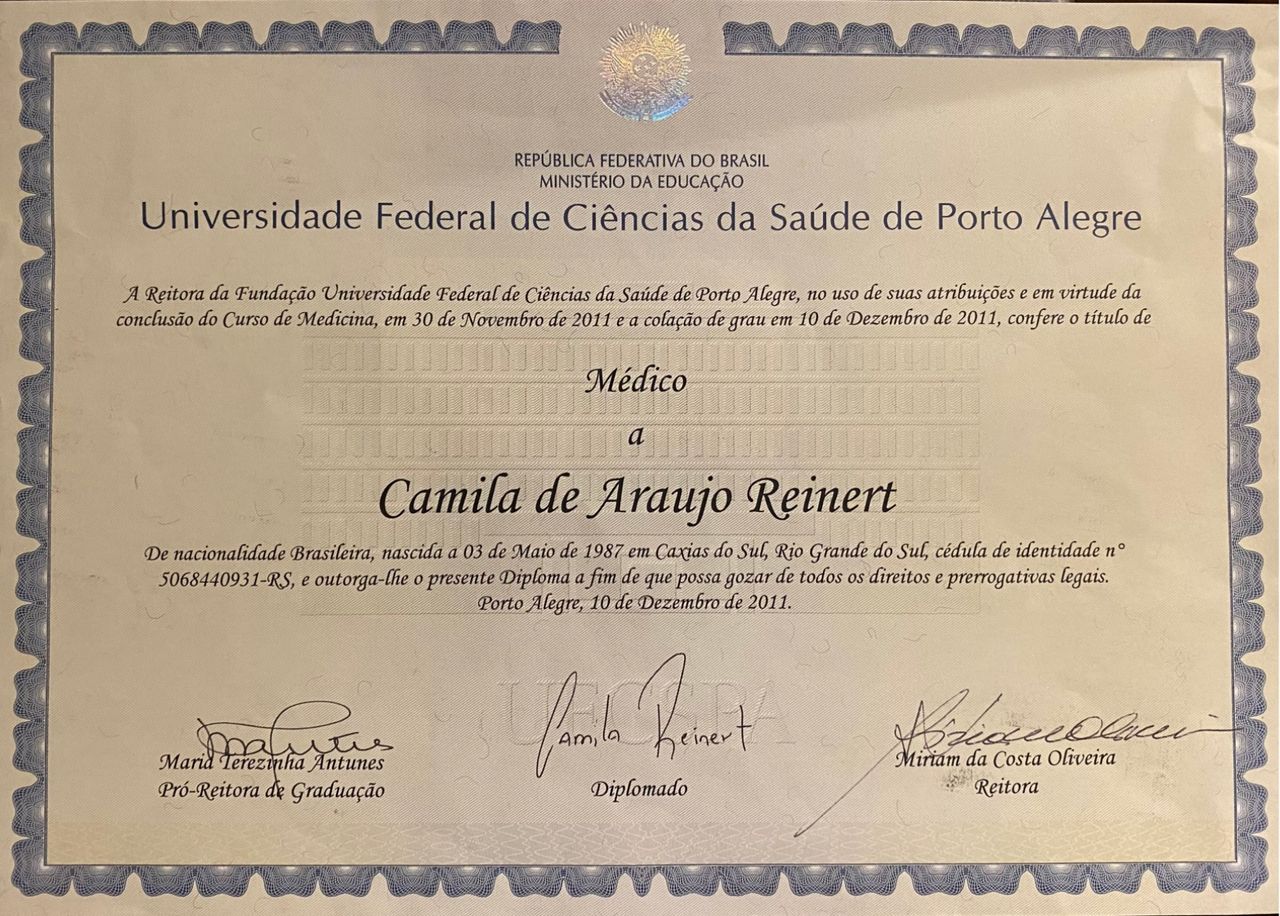 REPÚBLICA FEDERATIVA DO BRASIL
MINISTÉRIO DA EDUCAÇÃO
Universidade Federal de Ciências da Saúde de Porto Alegre
A Reitora da Fundação Universidade Federal de Ciências da Saúde de Porto Alegre, no uso de suas atribuições e em virtude da
conclusão do Curso de Medicina, em 30 de Novembro de 2011 e a colação de grau em 10 de Dezembro de 2011, confere o título de
Médico
a
Camila de Araujo Reinert
De nacionalidade Brasileira, nascida a 03 de Maio de 1987 em Caxias do Sul, Rio Grande do Sul, cédula de identidade n°
5068440931-RS, e outorga-lhe o presente Diploma a fim de que possa gozar de todos os direitos e prerrogativas legais.
Porto Alegre, 10 de Dezembro de 2011.
UFCSPA
Camila Reinert
Maria Terezinha Antunes
Pró-Reitora de Graduação
Diplomado
Miriam da Costa Oliveira
Reitora